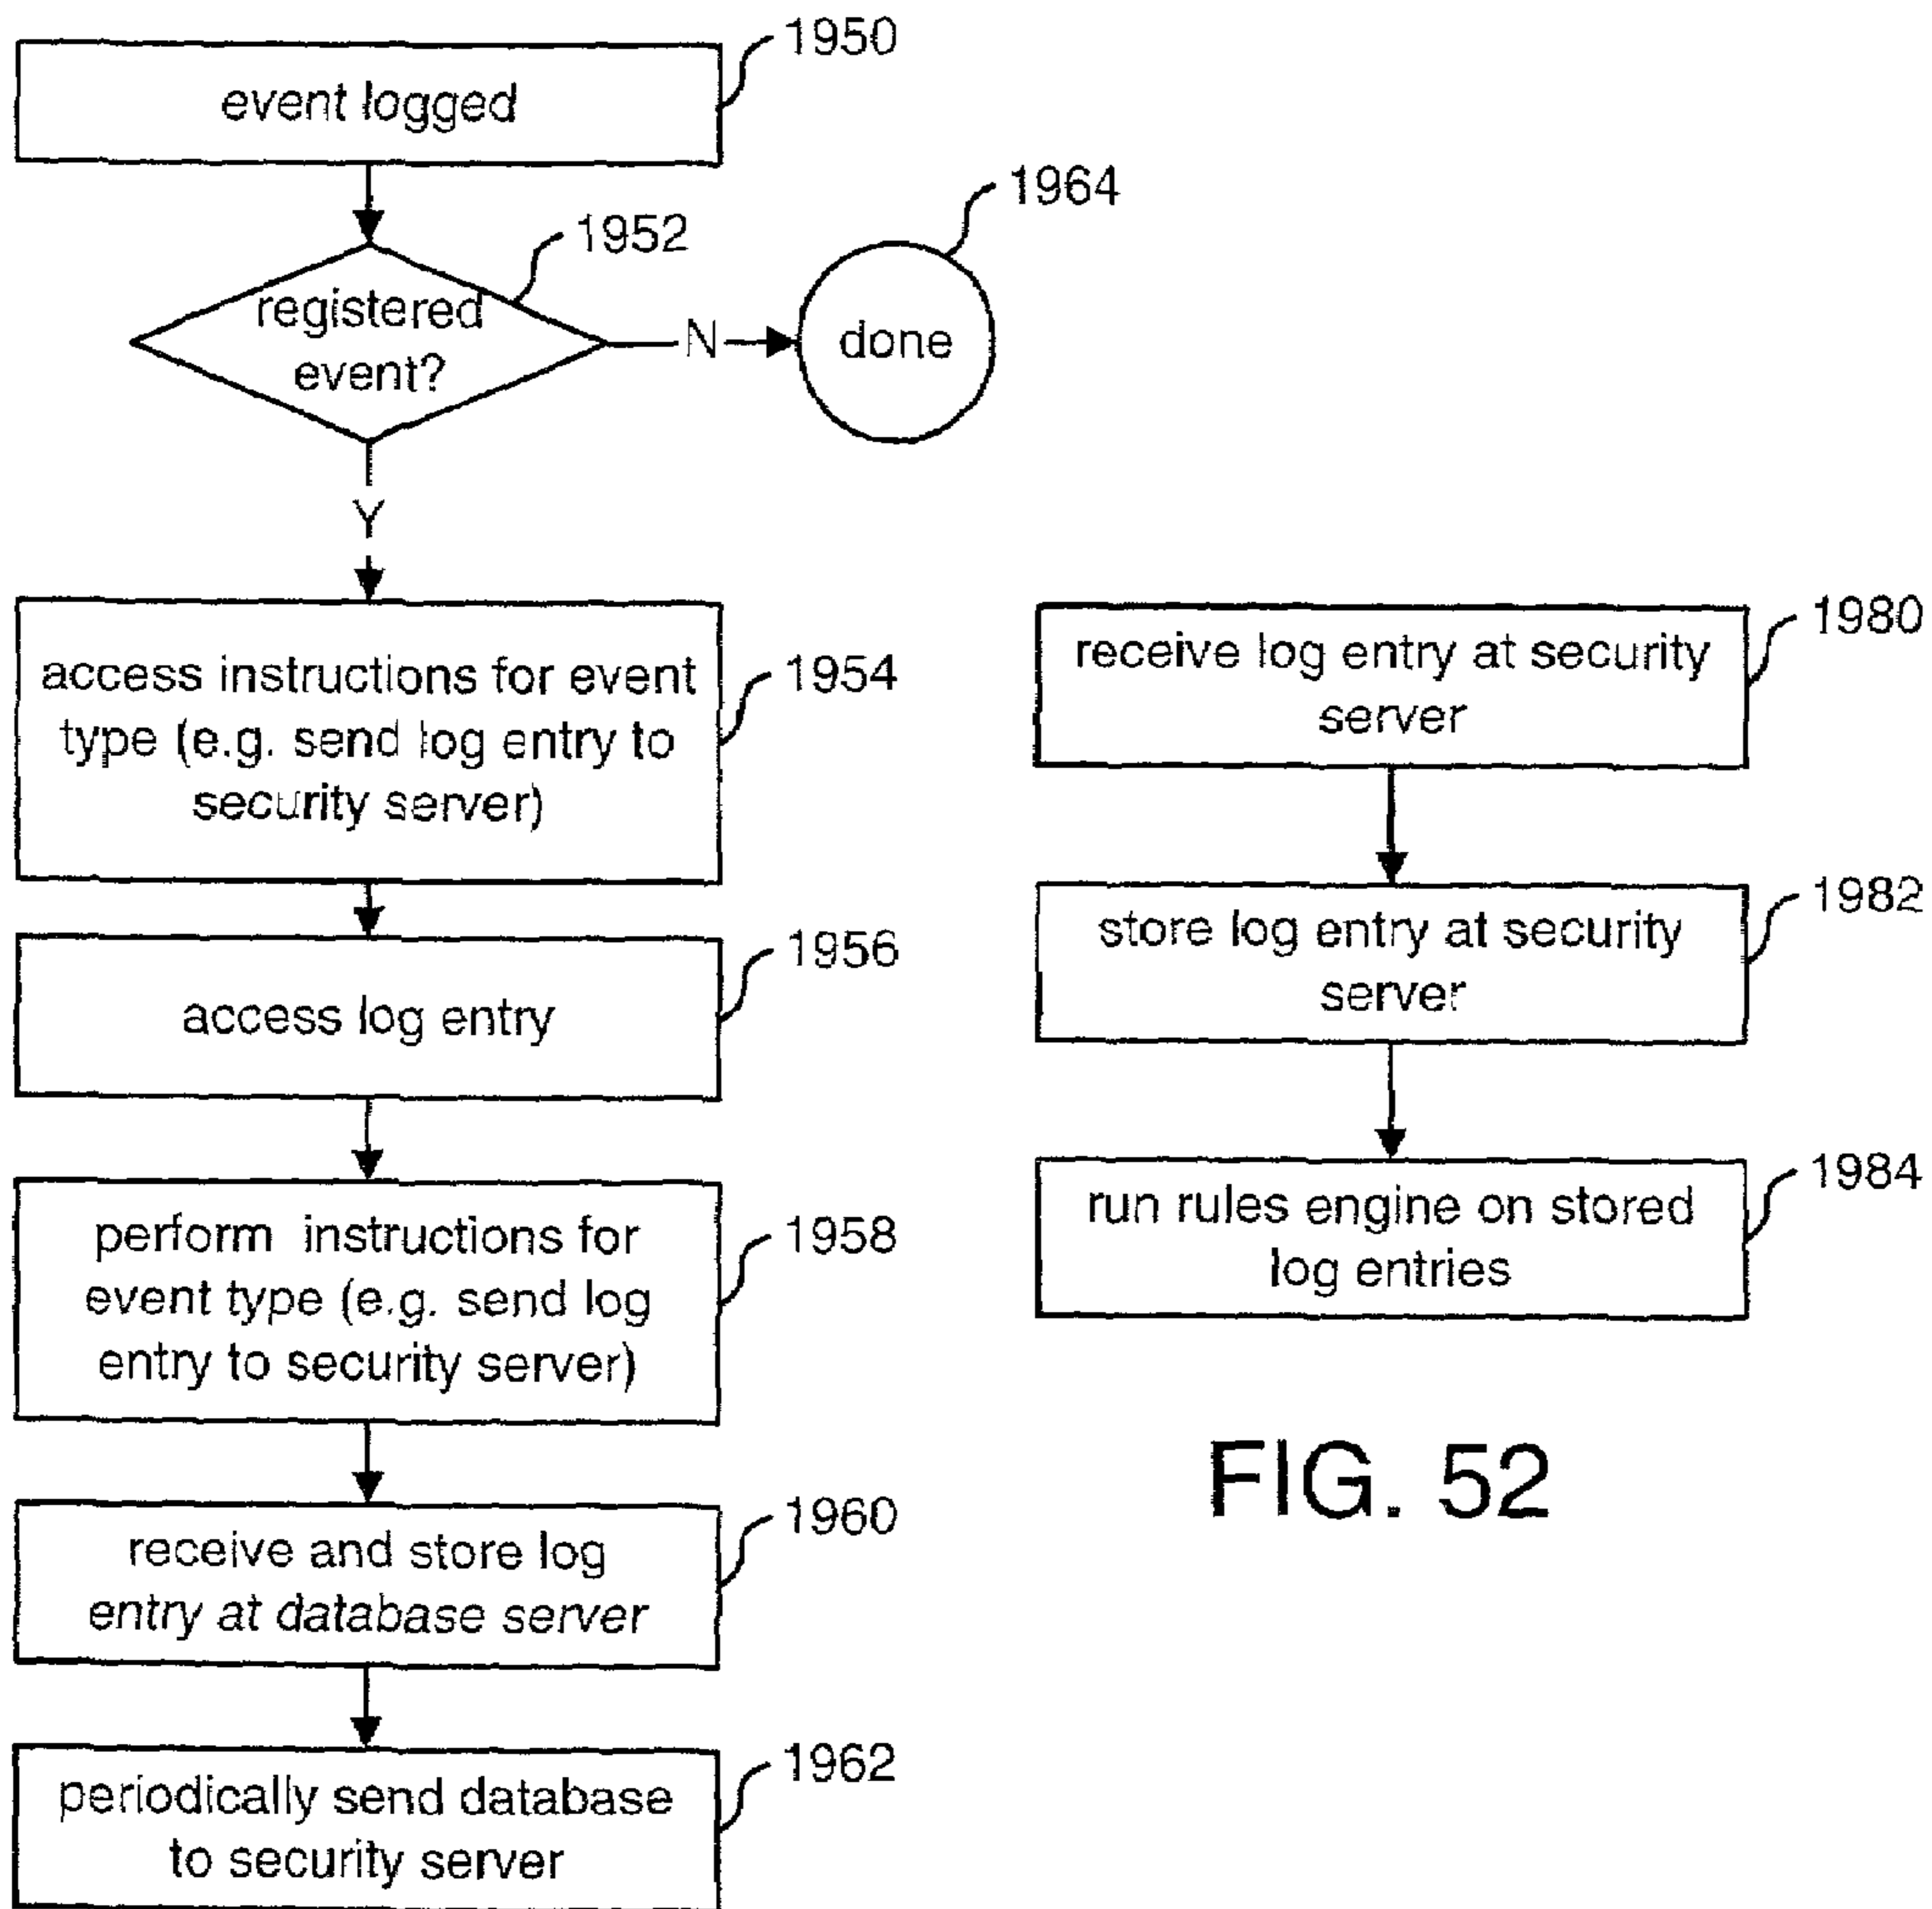 1950
event logged
1964
1952
registered
event?
N
done
Y
access instructions for event
type (e.g. send log entry to
security server)
1954
access log entry
1956
perform instructions for
event type (e.g. send log
entry to security server)
1958
receive and store log
entry at database server
1960
periodically send database
to security server
1962
receive log entry at security
server
1980
store log entry at security
server
1982
run rules engine on stored
log entries
1984
FIG. 52